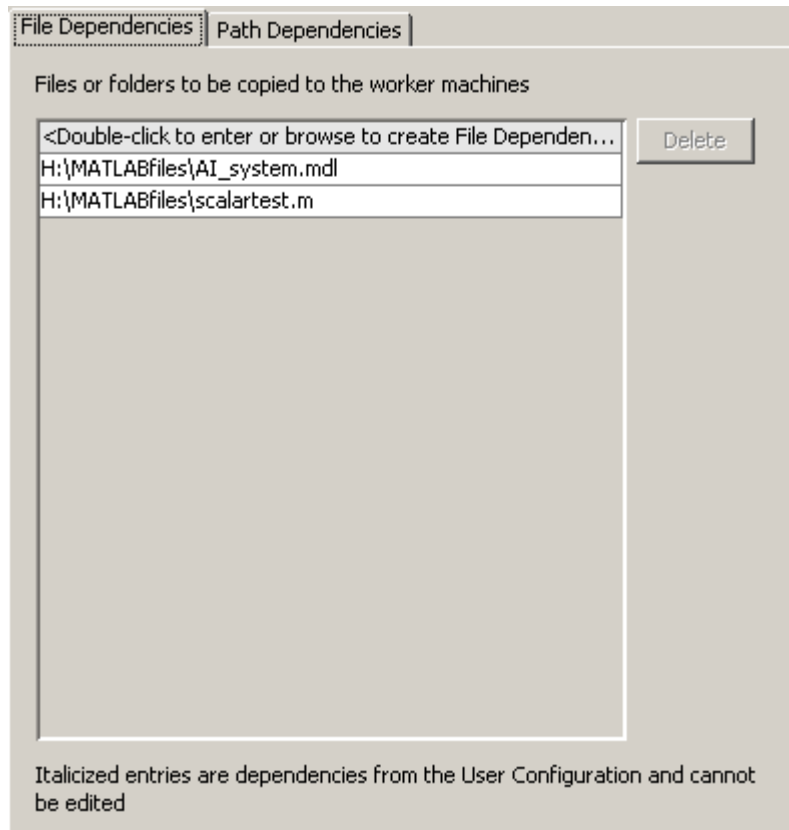 File Dependencies Path Dependencies
Files or folders to be copied to the worker machines
<Double-click to enter or browse to create File Dependen...
Delete
H:\MATLABfiles\AI_system.mdl
H:\MATLABfiles\scalartest.m
Italicized entries are dependencies from the User Configuration and cannot
be edited